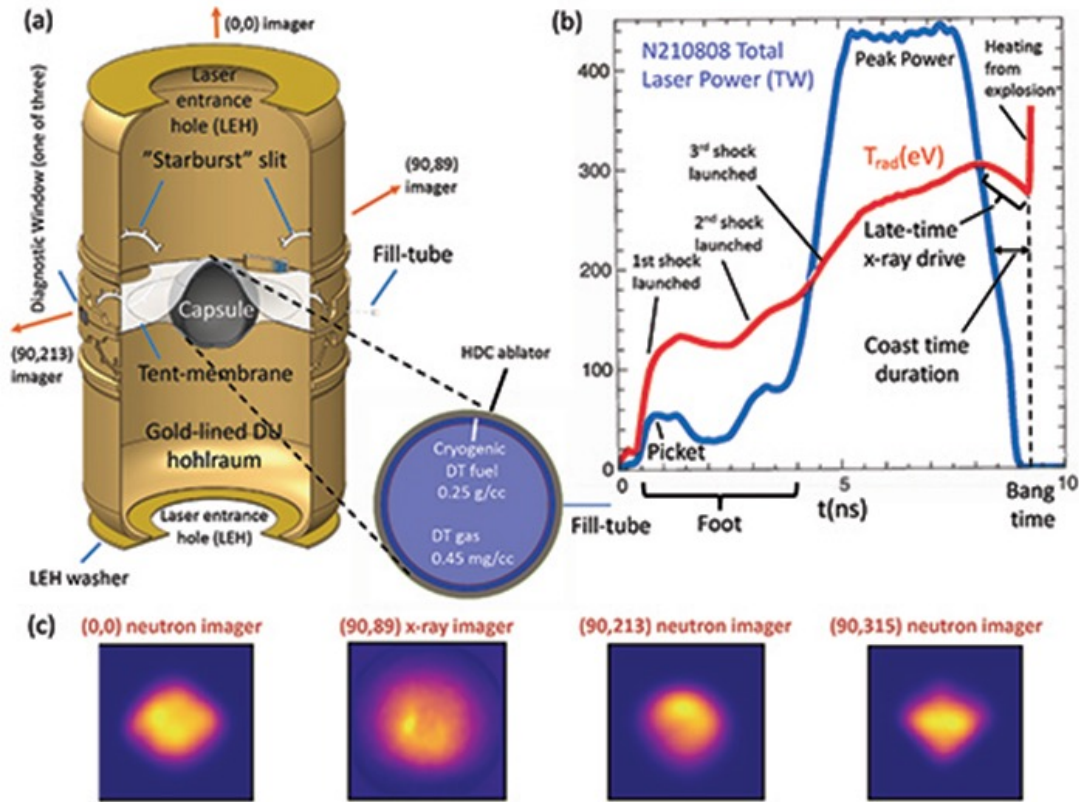 (a)
(0,0) imager
Laser
entrance
hole (LEH)
Diagnostic Window (one of three)
"Starburst" slit
(90,89)
imager
Fill-tube
Capsule
(90,213)
imager
Tent-membrane
Gold-lined DU
hohlraum
Laser entrance
hole (LEH)
LEH washer
HDC ablator
Cryogenic
DT fuel
0.25 g/cc
DT gas
0.45 mg/cc
Fill-tube
(b)
N210808 Total
Laser Power (TW)
Peak Power
Heating
from
explosion
Trad(eV)
3rd shock
launched
2nd shock
launched
1st shock
launched
Late-time
x-ray drive
Coast time
duration
Picket
Foot
400
300
200
100
0
0
5
10
t(ns)
Bang
time
(c)
(0,0) neutron imager
(90,89) x-ray imager
(90,213) neutron imager
(90,315) neutron imager